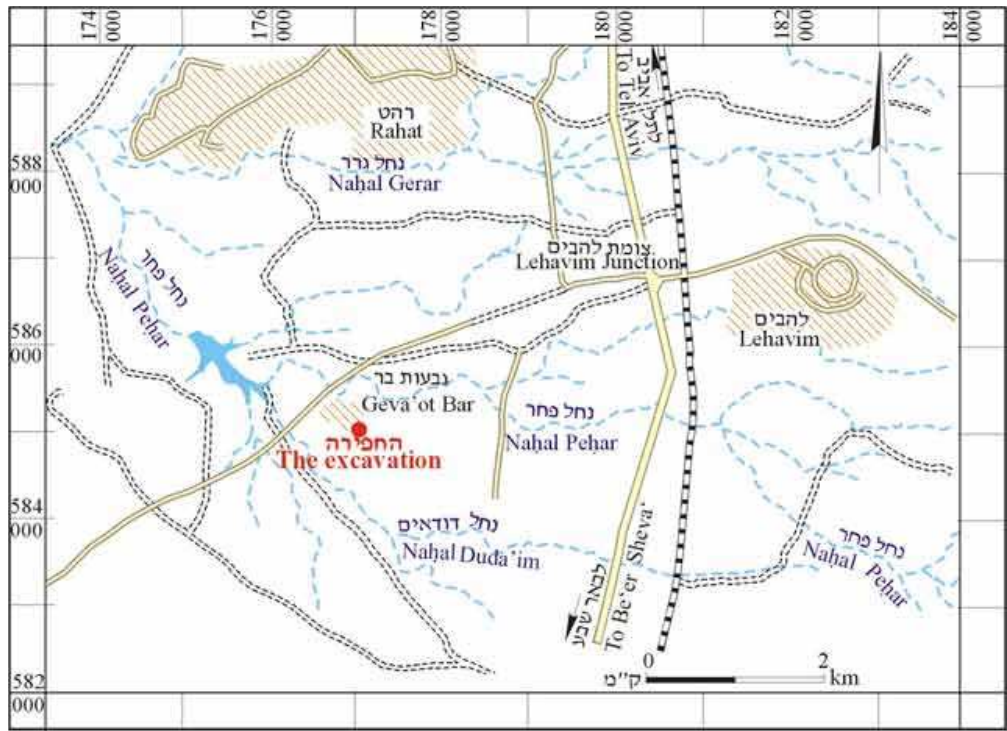 174
000
176
000
178
000
180
000
182
000
184
000
To Tel Aviv
לתל אביב
רהט
Rahat
588
000
נחל גרר
Naḥal Gerar
נחל פחר
Naḥal Peḥar
צומת להבים
Lehavim Junction
586
000
להבים
Lehavim
גבעות בר
Geva'ot Bar
נחל פחר
Naḥal Peḥar
החפירה
The excavation
584
000
נחל דודאים
Naḥal Duda'im
נחל פחר
Naḥal Peḥar
לבאר שבע
To Be'er Sheva'
0 2
ק"מ km
582
000